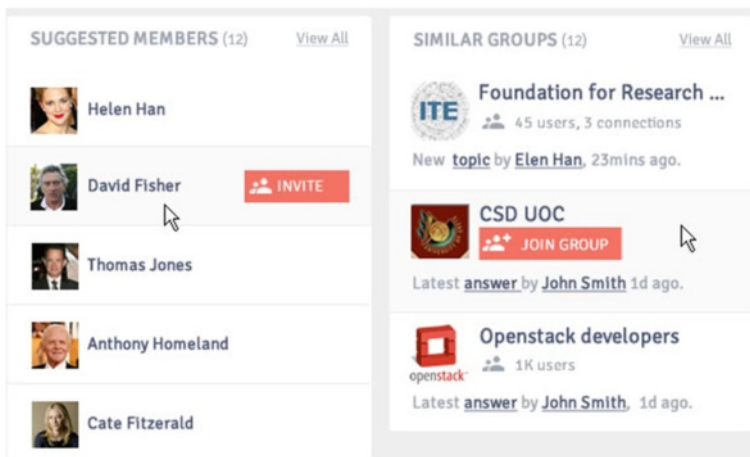 SUGGESTED MEMBERS (12) View All
Helen Han
David Fisher
INVITE
Thomas Jones
Anthony Homeland
Cate Fitzerald
SIMILAR GROUPS (12) View All
ITE
Foundation for Research ...
45 users, 3 connections
New topic by Elen Han, 23mins ago.
CSD UOC
JOIN GROUP
Latest answer by John Smith 1d ago.
openstack
Openstack developers
1K users
Latest answer by John Smith, 1d ago.